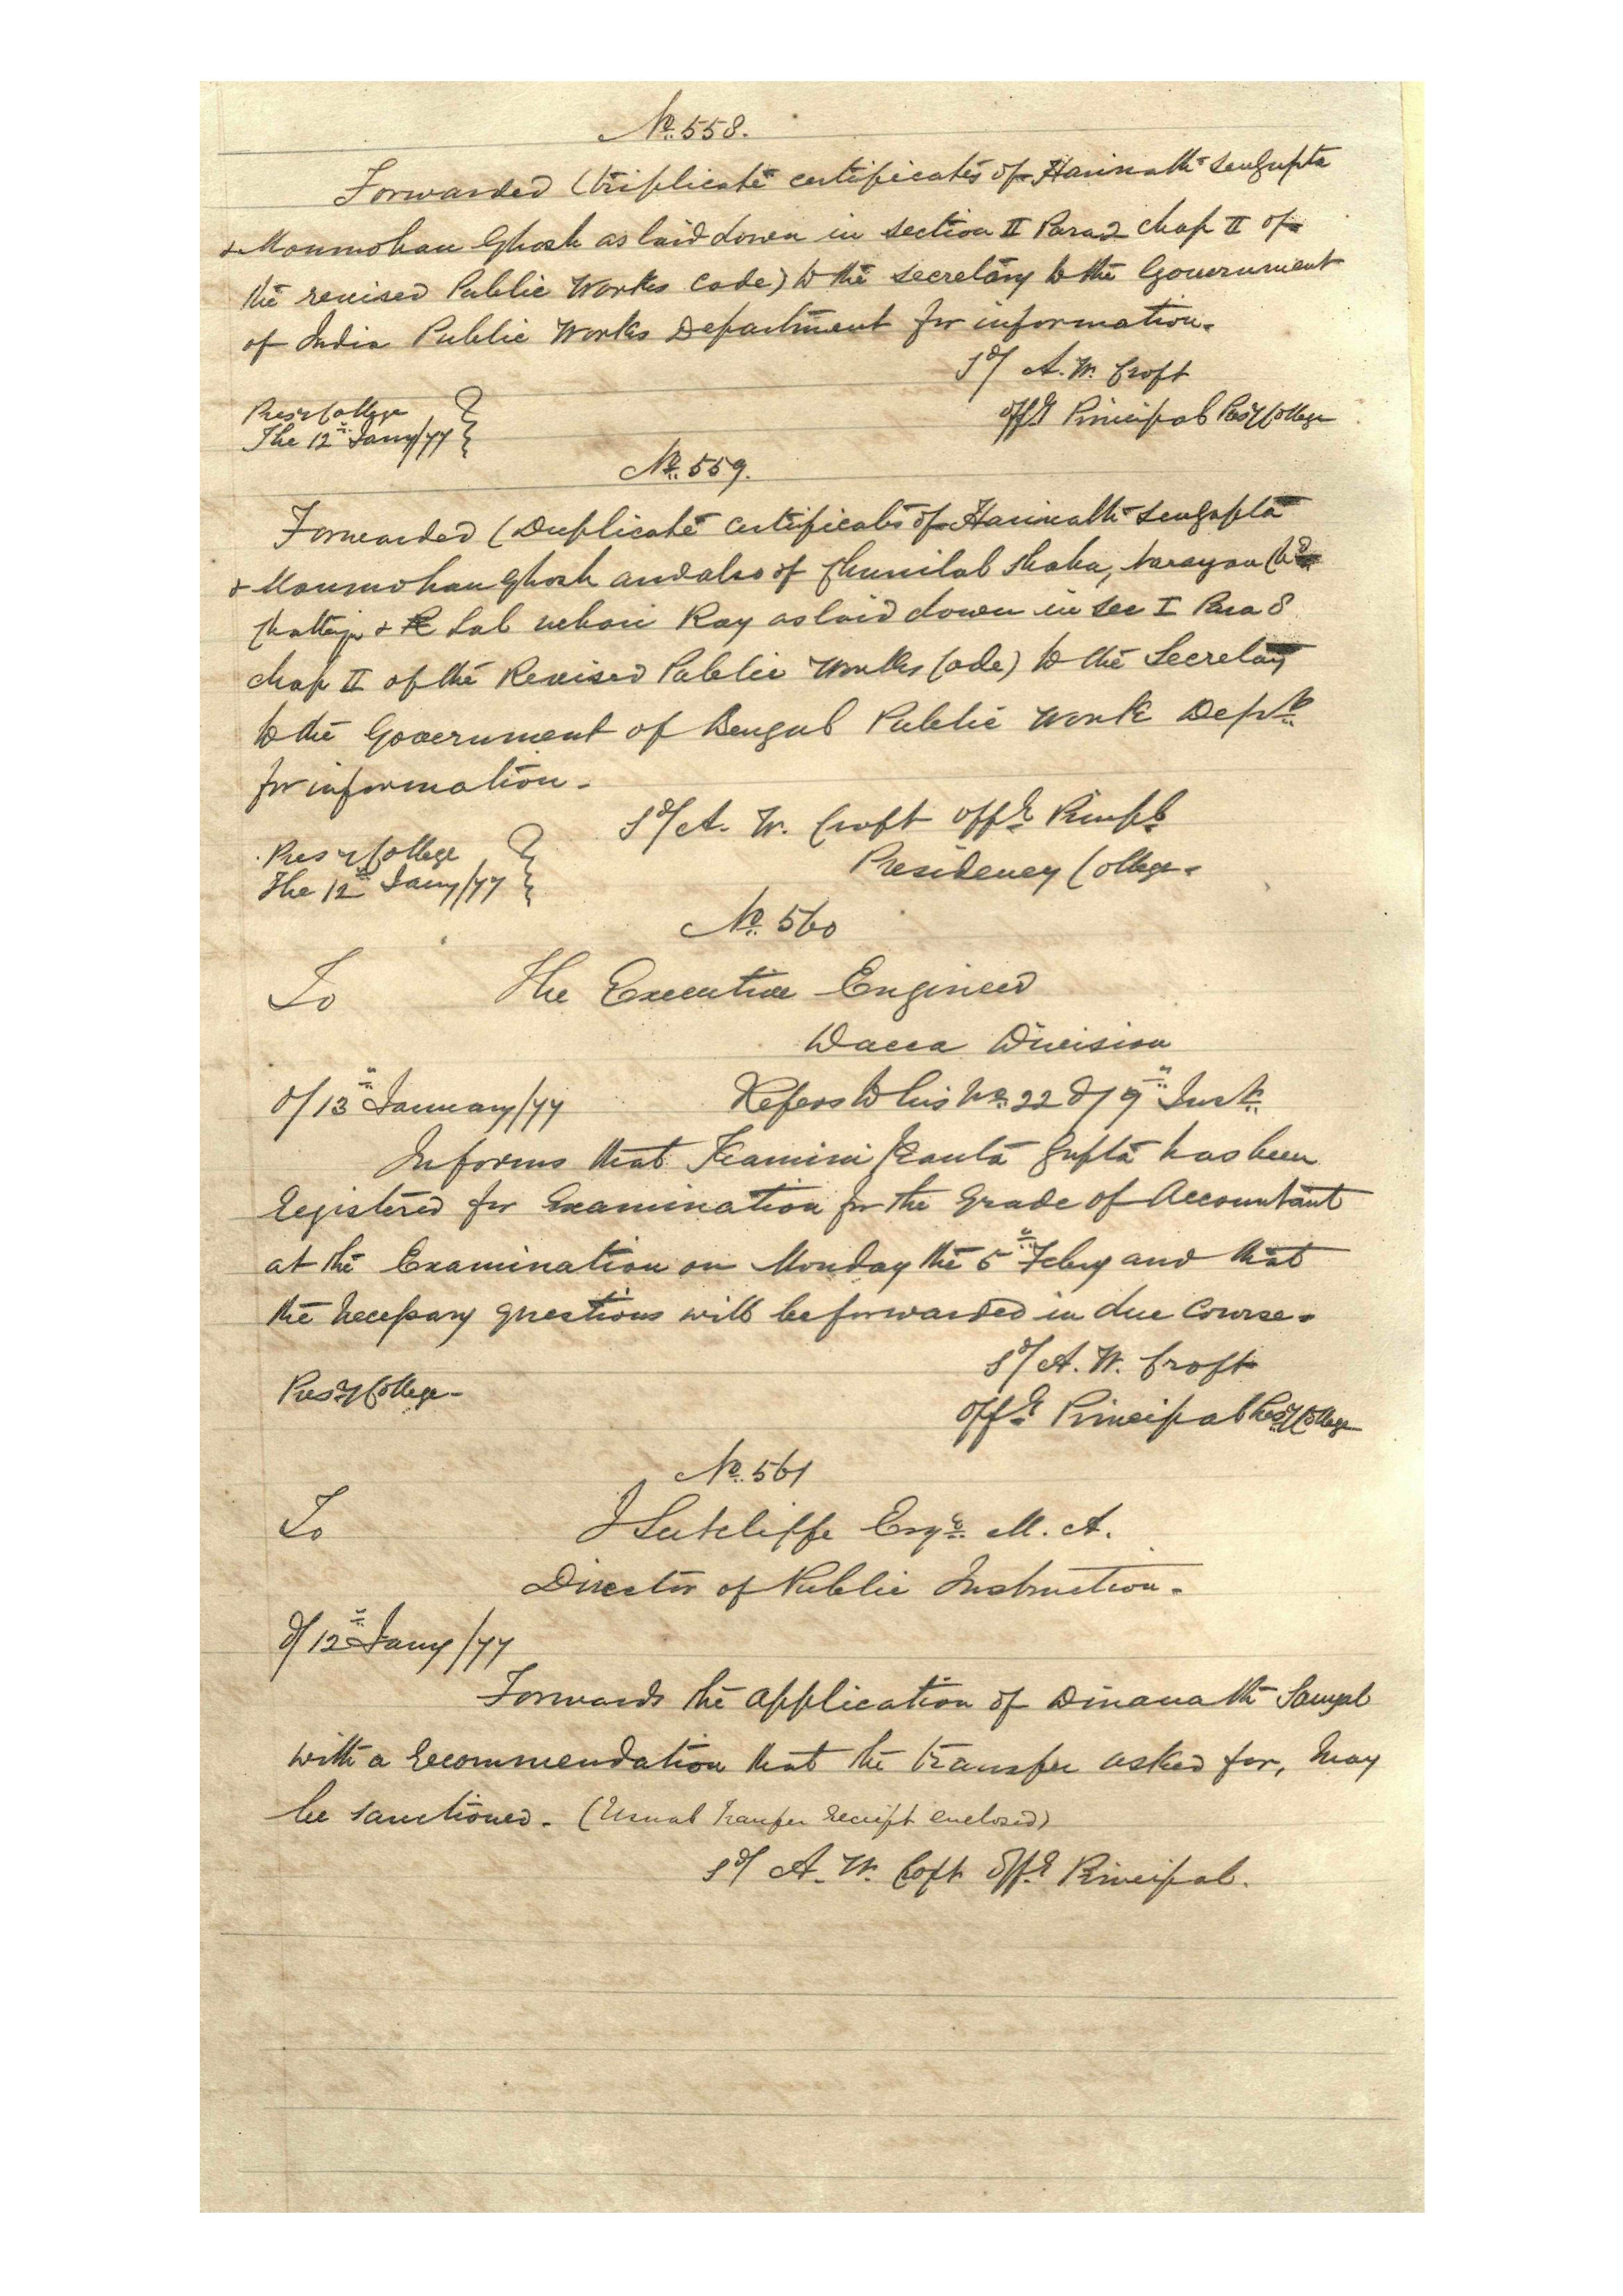 No. 558.
Forwarded (triplicate certificates of Harinath Sengupta
& Monmohan Ghosh as laid down in section II Para 2 chap II of
the revised Public Works Code) to the Secretary to the Government
of India Public Works Department for information.
Sd/ A. W. Croft
Offg Principal Presy College
Presy College
The 12th Jany/77
No. 559.
Forwarded (Duplicate certificates of Harinath Sengupta
& Monmohan Ghosh and also of Chunilal Shaha, Narayan Ch
Chatterji & Lal behari Ray as laid down in Sec I Para 8
chap II of the Revised Public Works Code) to the Secretary
to the Government of Bengal Public Work Dept.
for information.
Sd/ A. W. Croft Offg Principl
Presy College
Presidency College.
The 12th Jany/77
No. 560
To The Executive Engineer
Dacca Division
d/ 13th January/77 Refers to his No. 22 d/ 9th Inst.
Informs that Kamini Kanta Gupta has been
registered for Examination for the Grade of Accountant
at the Examination on Monday the 5th Feby and that
the necessary questions will be forwarded in due course.
Sd/ A. W. Croft
Presy College.
Offg Principal Presy College
No. 561
To J Sutcliffe Esqr. M. A.
Director of Public Instruction.
d/ 12th Jany/77
Forwards the application of Dinanath Sanyal
with a recommendation that the transfer asked for, may
be sanctioned. (Usual Tranfer Receipt enclosed)
Sd/ A. W. Coft Offg Principal.